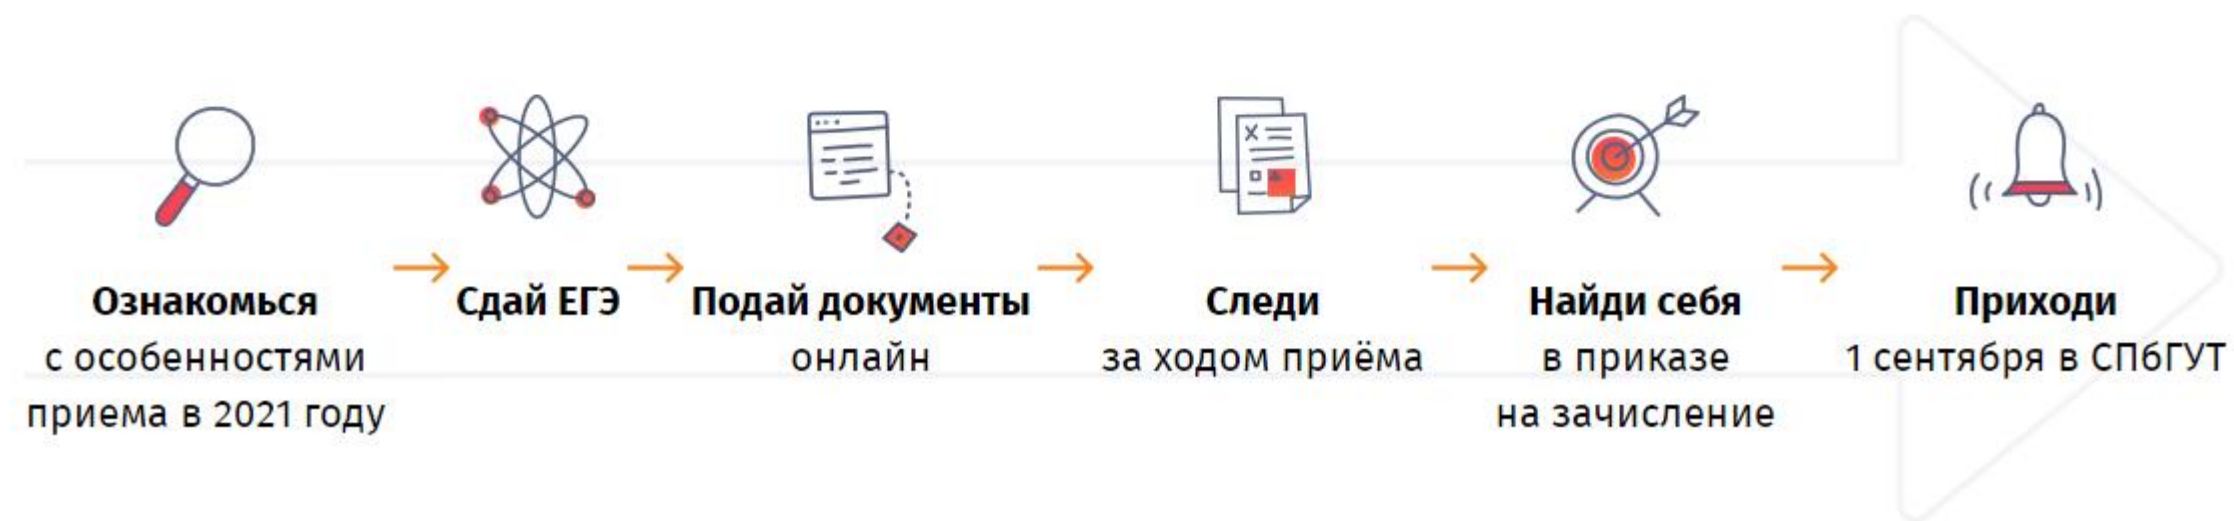 Ознакомься
с особенностями
приема в 2021 году
Сдай ЕГЭ
Подай документы
онлайн
Следи
за ходом приёма
Найди себя
в приказе
на зачисление
Приходи
1 сентября в СПбГУТ